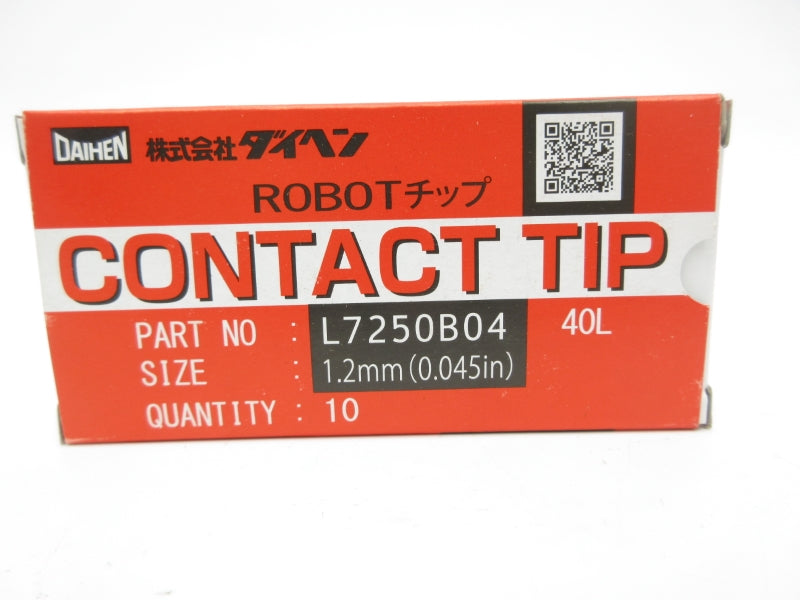 DAIHEN 株式会社ダイヘン
ROBOTチップ
CONTACT TIP
PART NO : L7250B04 40L
SIZE : 1.2mm(0.045in)
QUANTITY : 10